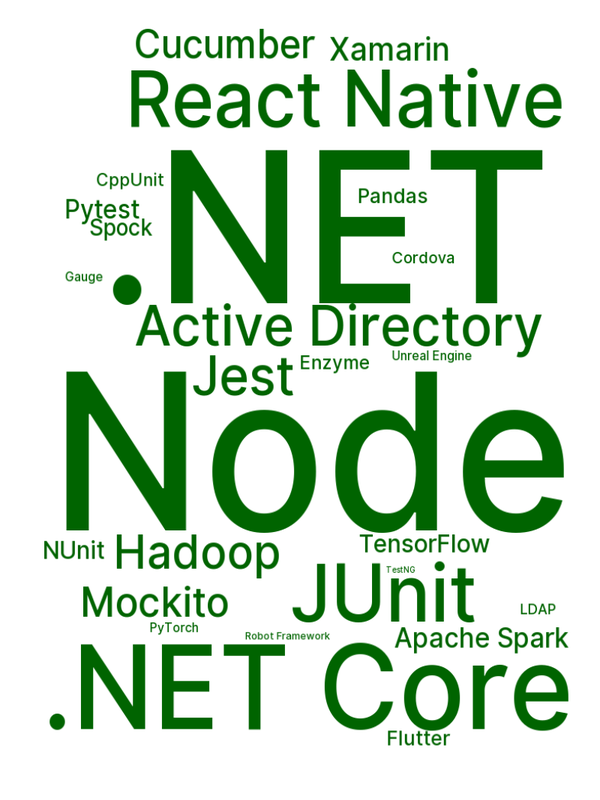 Cucumber
Xamarin
React Native
.NET
CppUnit
Pandas
Pytest
Spock
Cordova
Gauge
Active Directory
Unreal Engine
Enzyme
Jest
Node
NUnit
Hadoop
TensorFlow
TestNG
JUnit
Mockito
LDAP
PyTorch
Robot Framework
Apache Spark
.NET Core
Flutter